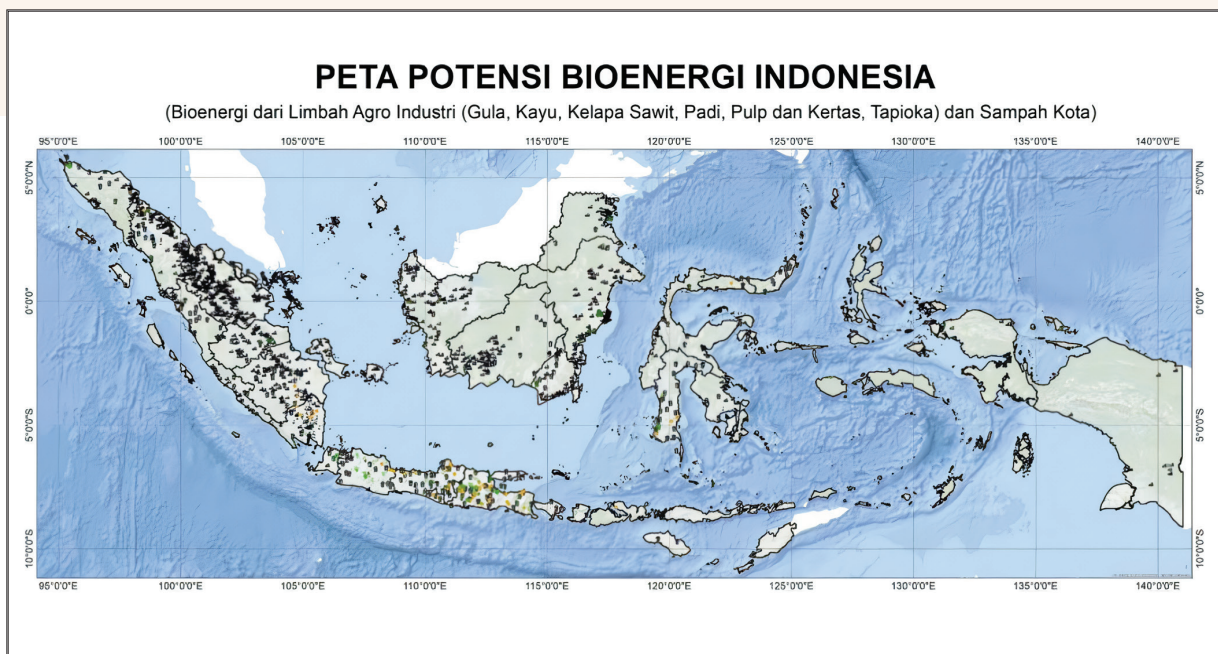 PETA POTENSI BIOENERGI INDONESIA
(Bioenergi dari Limbah Agro Industri (Gula, Kayu, Kelapa Sawit, Padi, Pulp dan Kertas, Tapioka) dan Sampah Kota)
95°0'0"E 100°0'0"E 105°0'0"E 110°0'0"E 115°0'0"E 120°0'0"E 125°0'0"E 130°0'0"E 135°0'0"E 140°0'0"E
5°0'0"N 5°0'0"N
0°0'0" 0°0'0"
5°0'0"S 5°0'0"S
10°0'0"S 10°0'0"S
95°0'0"E 100°0'0"E 105°0'0"E 110°0'0"E 115°0'0"E 120°0'0"E 125°0'0"E 130°0'0"E 135°0'0"E 140°0'0"E